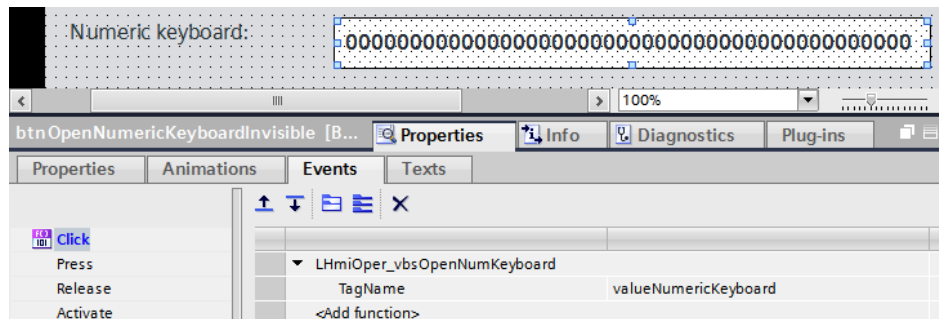 Numeric keyboard:
00000000000000000000000000000000000000000000
100%
btnOpenNumericKeyboardInvisible [B...
Properties
Info
Diagnostics
Plug-ins
Properties
Animations
Events
Texts
Click
Press
LHmiOper_vbsOpenNumKeyboard
Release
TagName
valueNumericKeyboard
Activate
<Add function>